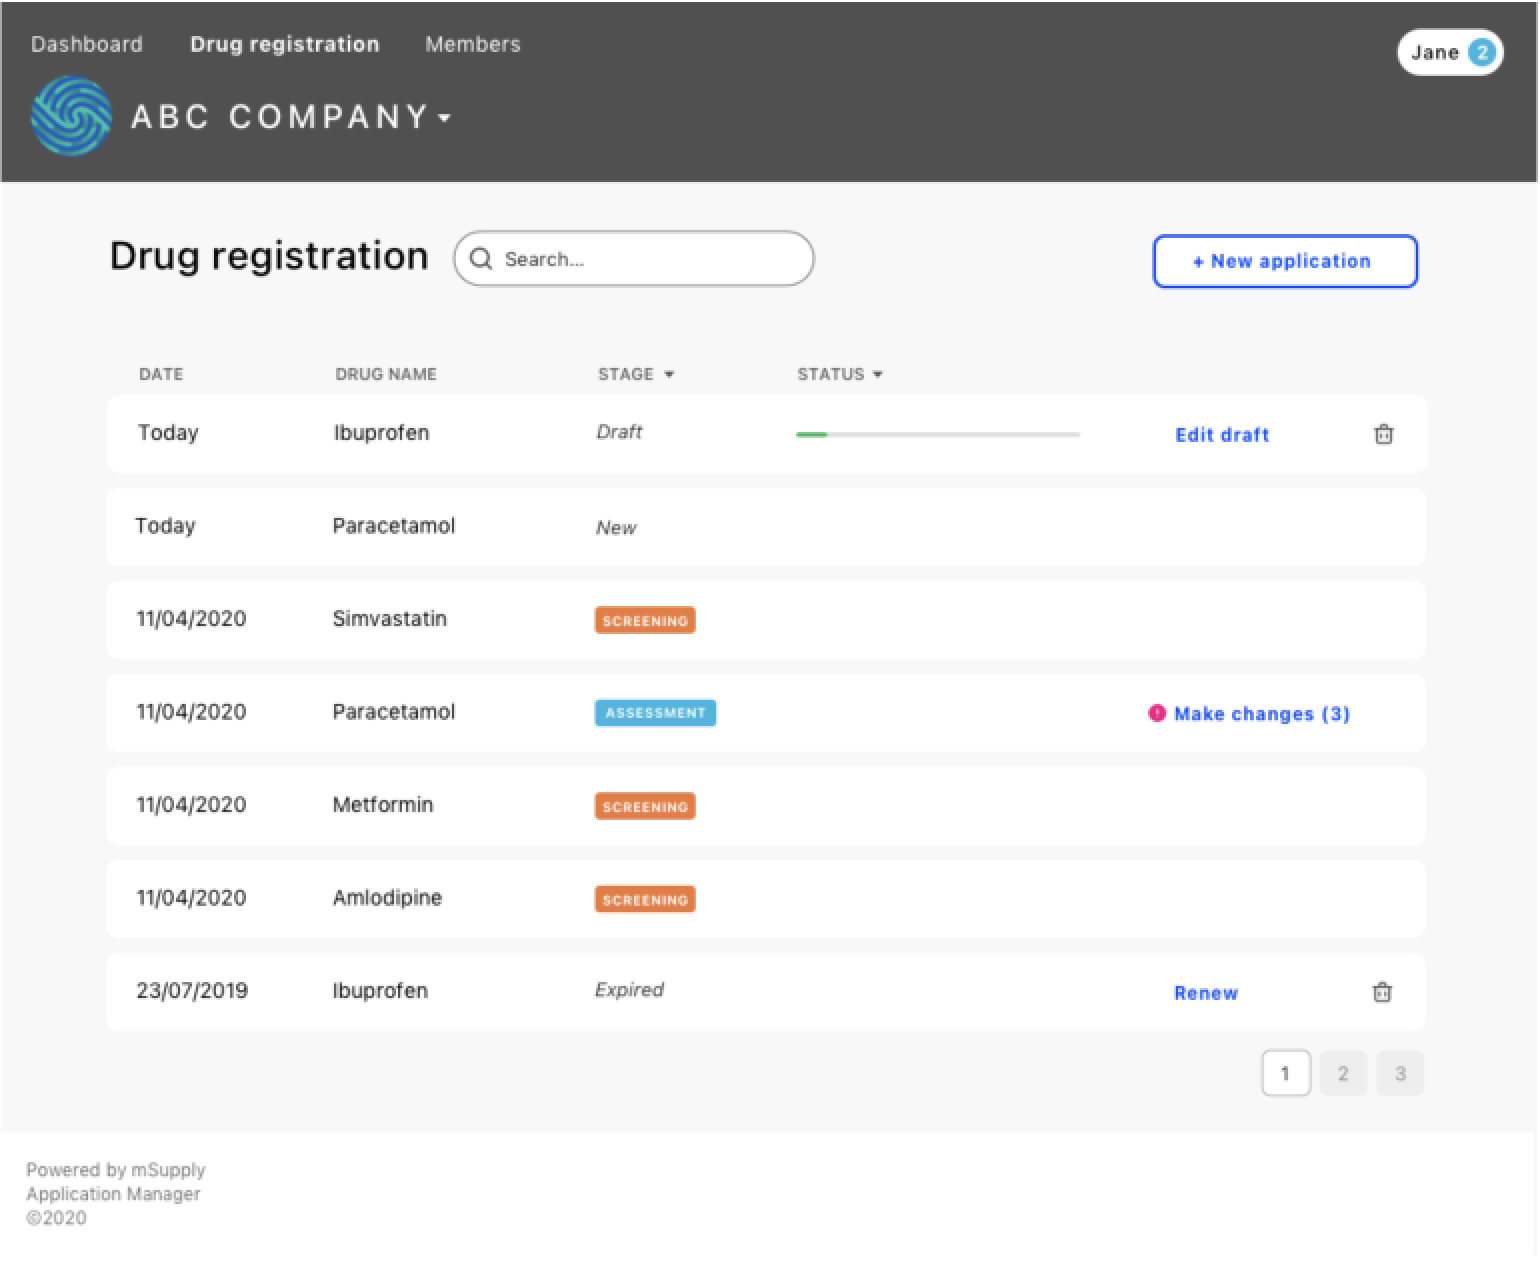 Dashboard Drug registration Members
Jane 2
ABC COMPANY
Drug registration Search... + New application
DATE DRUG NAME STAGE STATUS
Today Ibuprofen Draft Edit draft
Today Paracetamol New
11/04/2020 Simvastatin SCREENING
11/04/2020 Paracetamol ASSESSMENT Make changes (3)
11/04/2020 Metformin SCREENING
11/04/2020 Amlodipine SCREENING
23/07/2019 Ibuprofen Expired Renew
1 2 3
Powered by mSupply
Application Manager
©2020